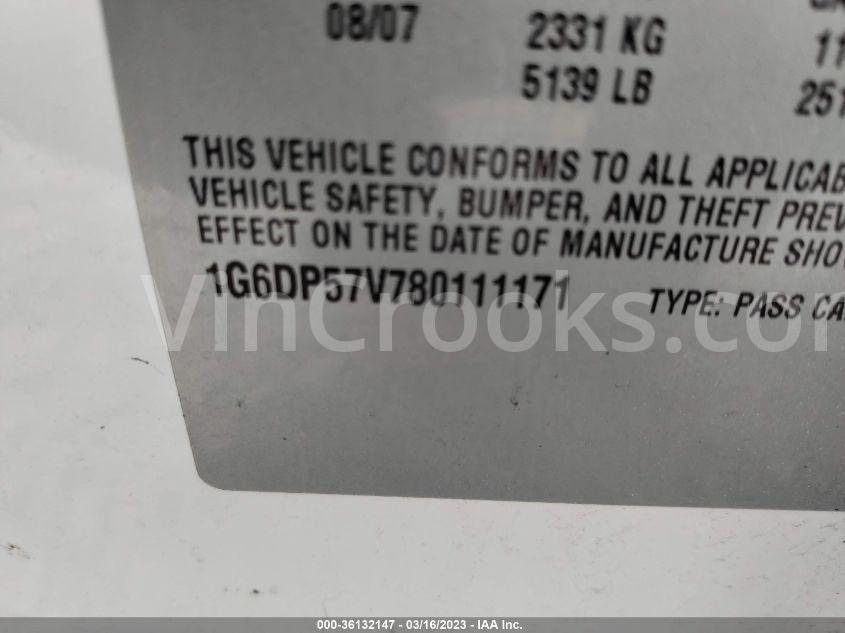 08/07 2331 KG 11
5139 LB 251
THIS VEHICLE CONFORMS TO ALL APPLICAB
VEHICLE SAFETY, BUMPER, AND THEFT PREV
EFFECT ON THE DATE OF MANUFACTURE SHO
1G6DP57V780111171 TYPE: PASS CA
VinCrooks.com
000-36132147 - 03/16/2023 - IAA Inc.